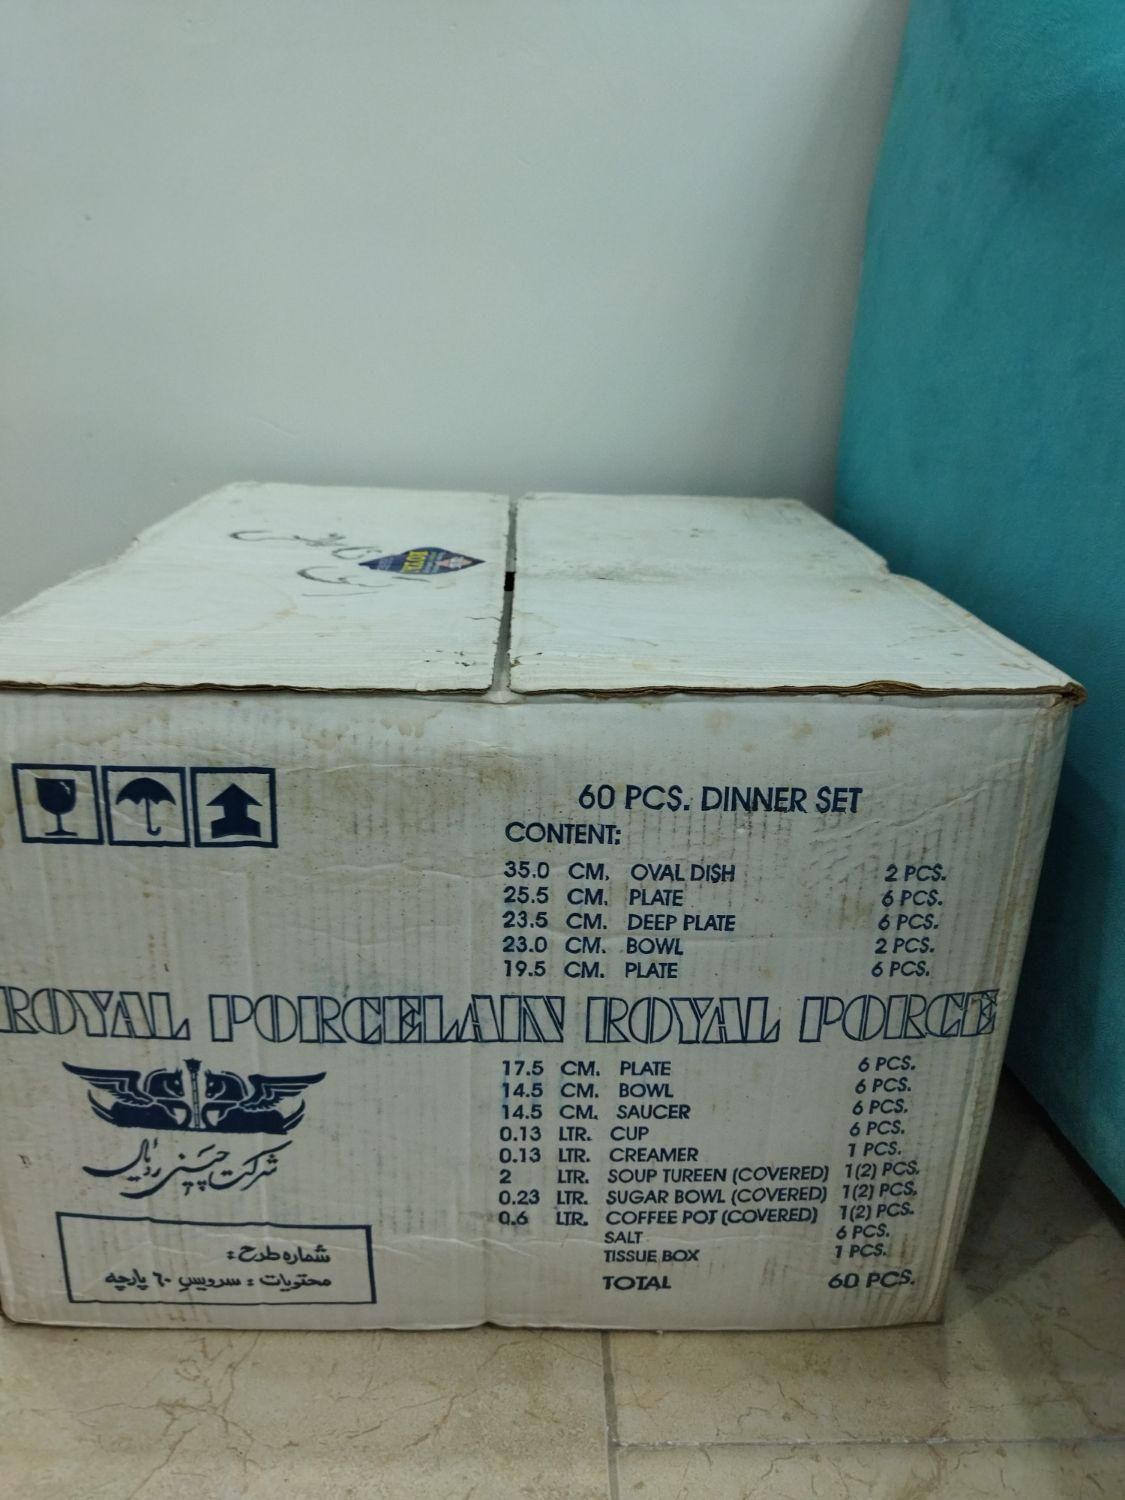 ROYAL
60 PCS. DINNER SET
CONTENT:
35.0 CM. OVAL DISH 2 PCS.
25.5 CM. PLATE 6 PCS.
23.5 CM. DEEP PLATE 6 PCS.
23.0 CM. BOWL 2 PCS.
19.5 CM. PLATE 6 PCS.
ROYAL PORCELAIN ROYAL PORCE
17.5 CM. PLATE 6 PCS.
14.5 CM. BOWL 6 PCS.
14.5 CM. SAUCER 6 PCS.
0.13 LTR. CUP 6 PCS.
0.13 LTR. CREAMER 1 PCS.
2 LTR. SOUP TUREEN (COVERED) 1(2) PCS.
0.23 LTR. SUGAR BOWL (COVERED) 1(2) PCS.
0.6 LTR. COFFEE POT (COVERED) 1(2) PCS.
SALT 6 PCS.
TISSUE BOX 1 PCS.
TOTAL 60 PCS.
شرکت چینی رویال
شماره طرح :
محتویات : سرویس ۶۰ پارچه